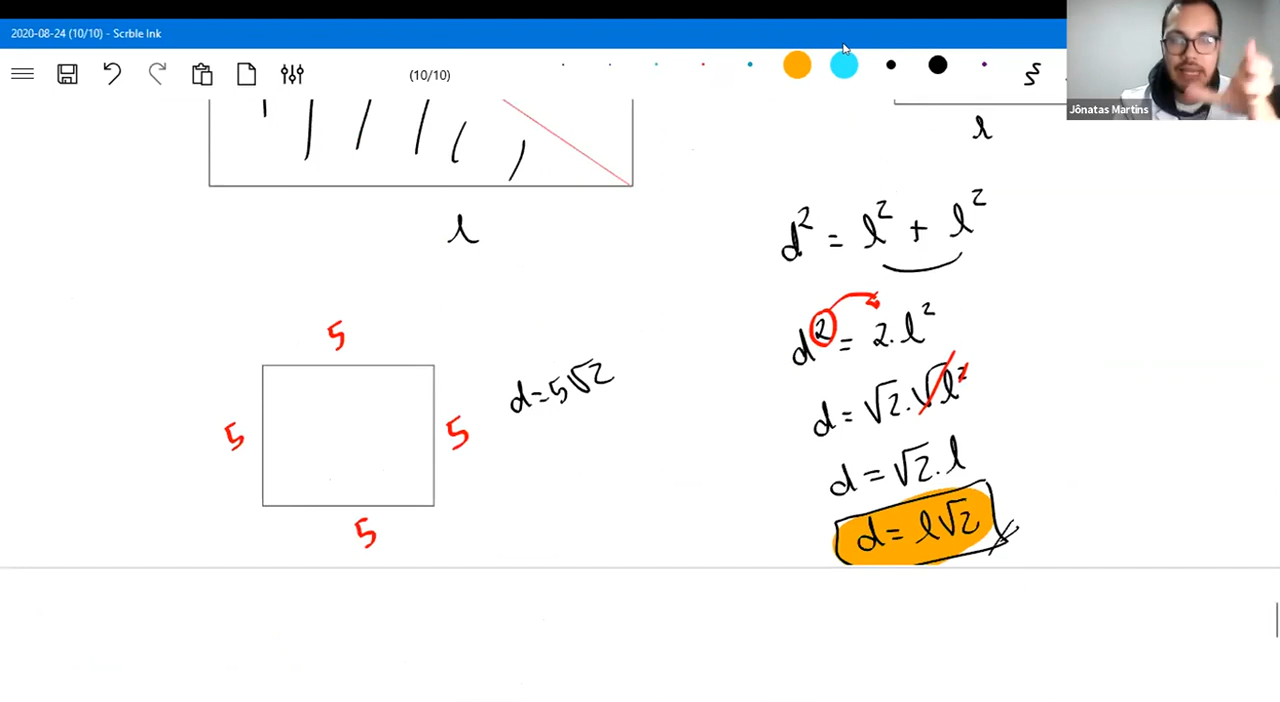 2020-08-24 (10/10) - Scrble Ink
(10/10)
Jônatas Martins
l
l
d² = l² + l²
d² = 2.l²
d = √2.√l²
d = √2.l
d = l√2
5
5
5
5
d=5√2